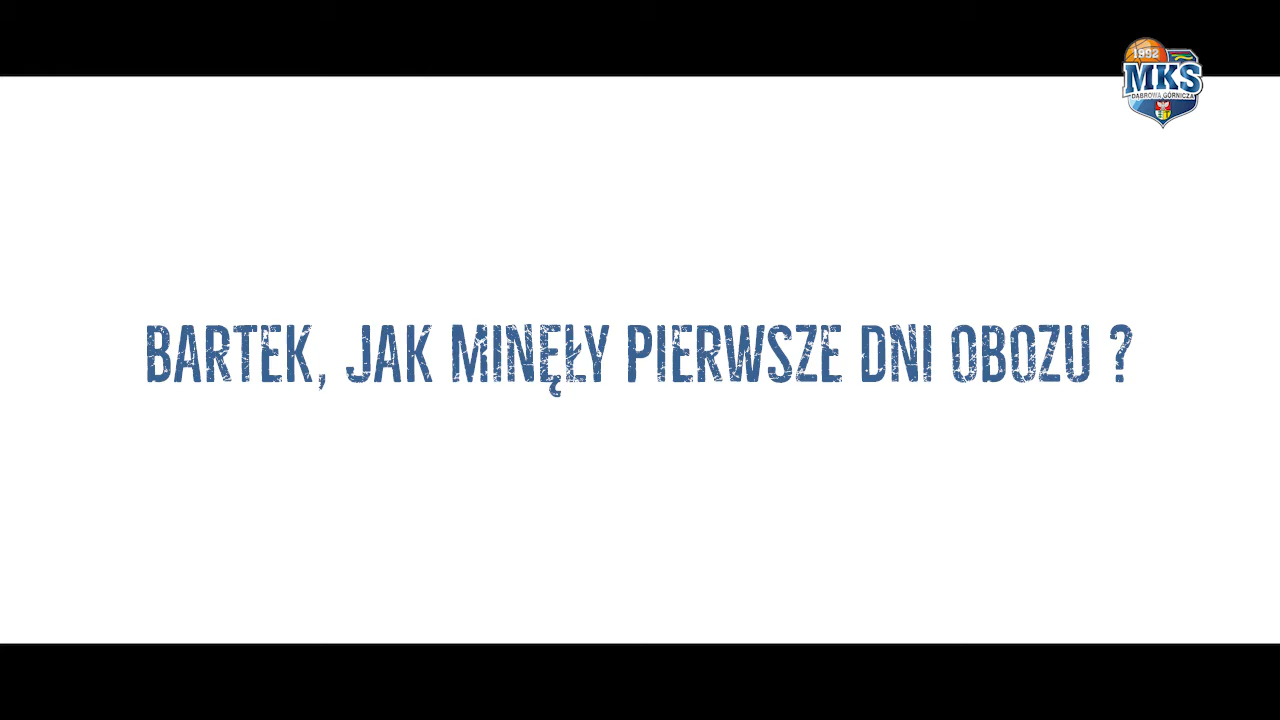 1992
MKS
DĄBROWA GÓRNICZA
BARTEK, JAK MINĘŁY PIERWSZE DNI OBOZU ?